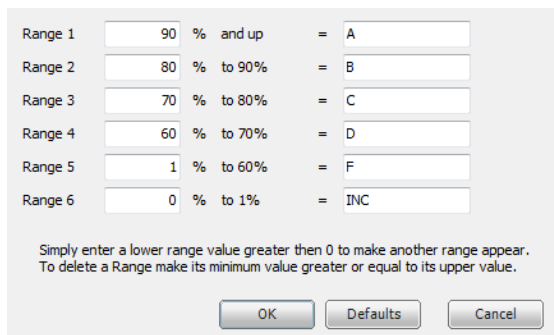 Range 1 90 % and up = A
Range 2 80 % to 90% = B
Range 3 70 % to 80% = C
Range 4 60 % to 70% = D
Range 5 1 % to 60% = F
Range 6 0 % to 1% = INC
Simply enter a lower range value greater then 0 to make another range appear.
To delete a Range make its minimum value greater or equal to its upper value.
OK Defaults Cancel